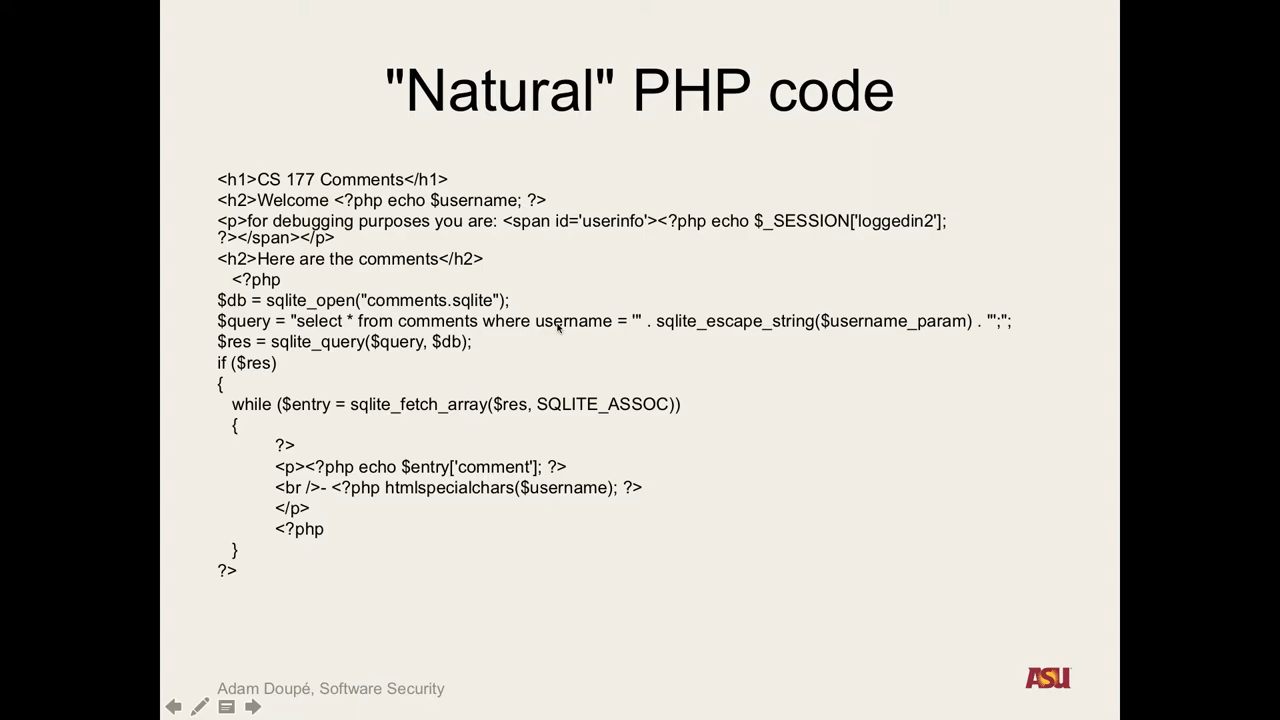 "Natural" PHP code
<h1>CS 177 Comments</h1>
<h2>Welcome <?php echo $username; ?>
<p>for debugging purposes you are: <span id='userinfo'><?php echo $_SESSION['loggedin2'];
?></span></p>
<h2>Here are the comments</h2>
<?php
$db = sqlite_open("comments.sqlite");
$query = "select * from comments where username = '" . sqlite_escape_string($username_param) . "';";
$res = sqlite_query($query, $db);
if ($res)
{
while ($entry = sqlite_fetch_array($res, SQLITE_ASSOC))
{
?>
<p><?php echo $entry['comment']; ?>
<br />- <?php htmlspecialchars($username); ?>
</p>
<?php
}
?>
Adam Doupé, Software Security
ASU